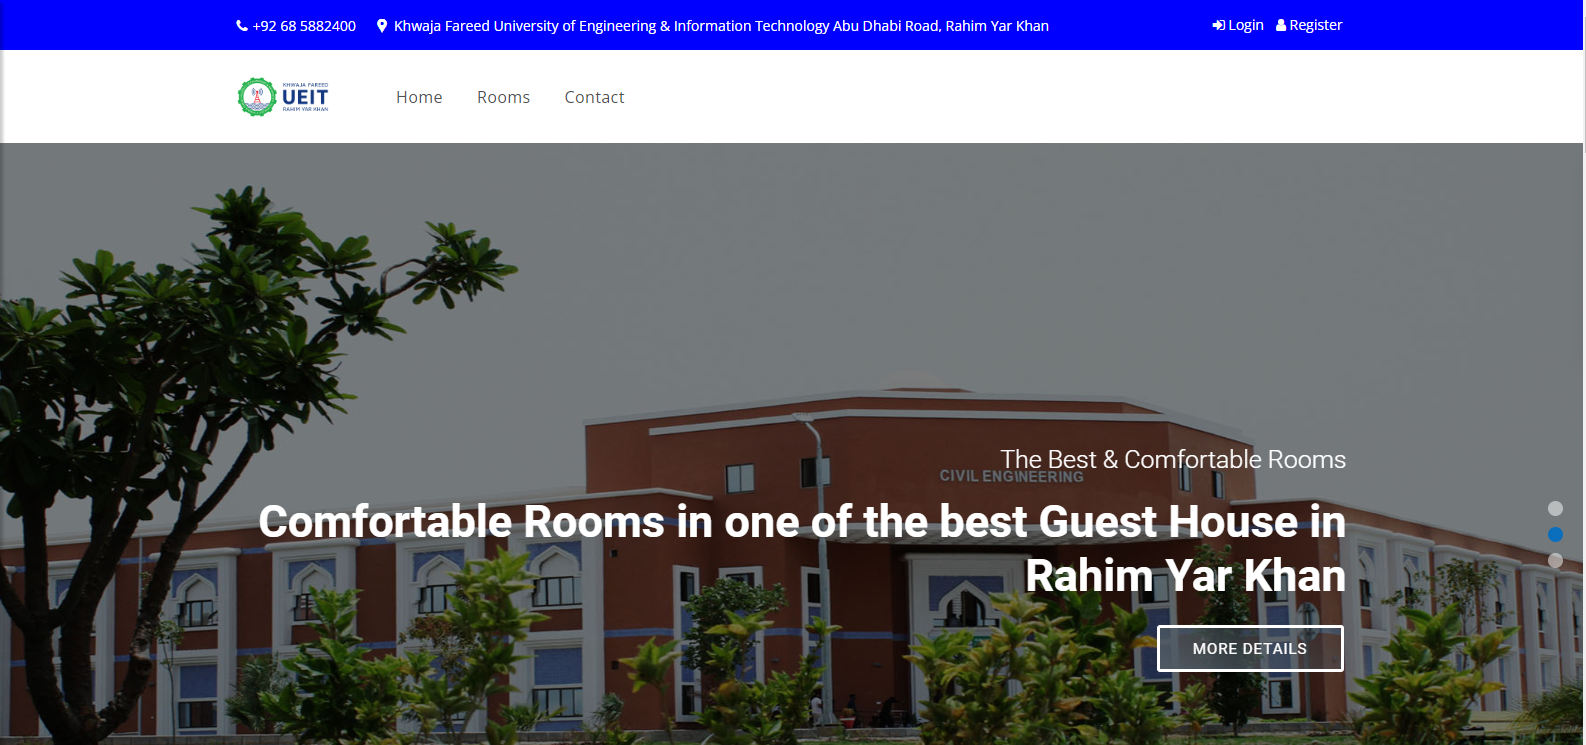 +92 68 5882400 Khwaja Fareed University of Engineering & Information Technology Abu Dhabi Road, Rahim Yar Khan Login Register
KHWAJA FAREED
UEIT
RAHIM YAR KHAN
Home Rooms Contact
The Best & Comfortable Rooms
CIVIL ENGINEERING
Comfortable Rooms in one of the best Guest House in
Rahim Yar Khan
MORE DETAILS